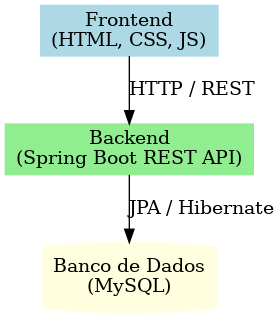 Frontend
(HTML, CSS, JS)
HTTP / REST
Backend
(Spring Boot REST API)
JPA / Hibernate
Banco de Dados
(MySQL)